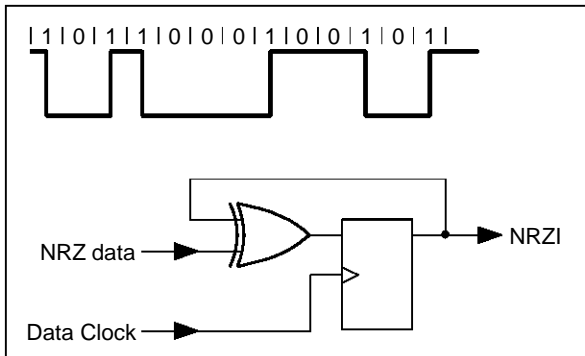 | 1 | 0 | 1 | 1 | 0 | 0 | 0 | 1 | 0 | 0 | 1 | 0 | 1 |
NRZ data
NRZI
Data Clock